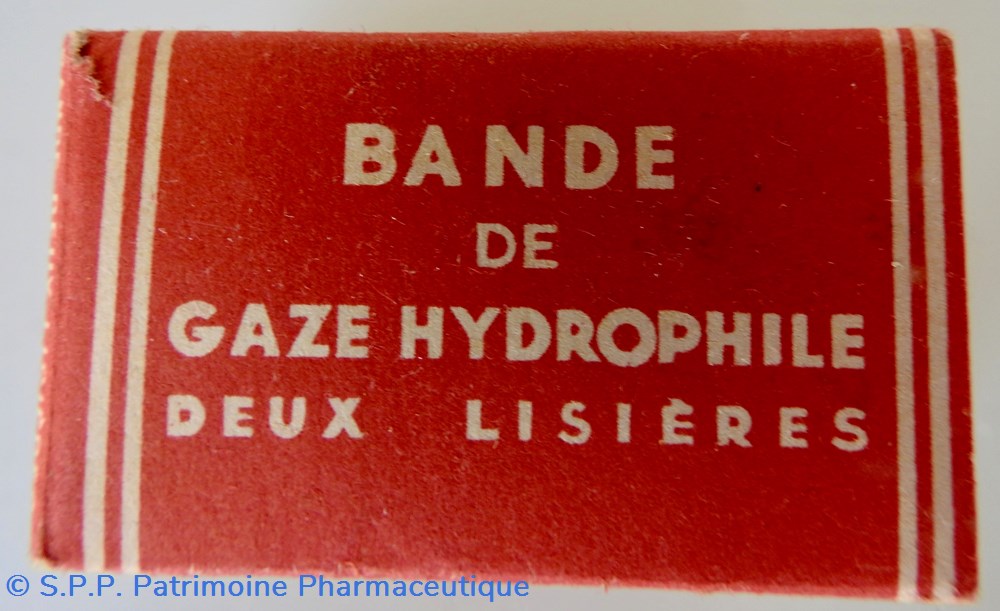 BANDE
DE
GAZE HYDROPHILE
DEUX LISIÈRES
© S.P.P. Patrimoine Pharmaceutique